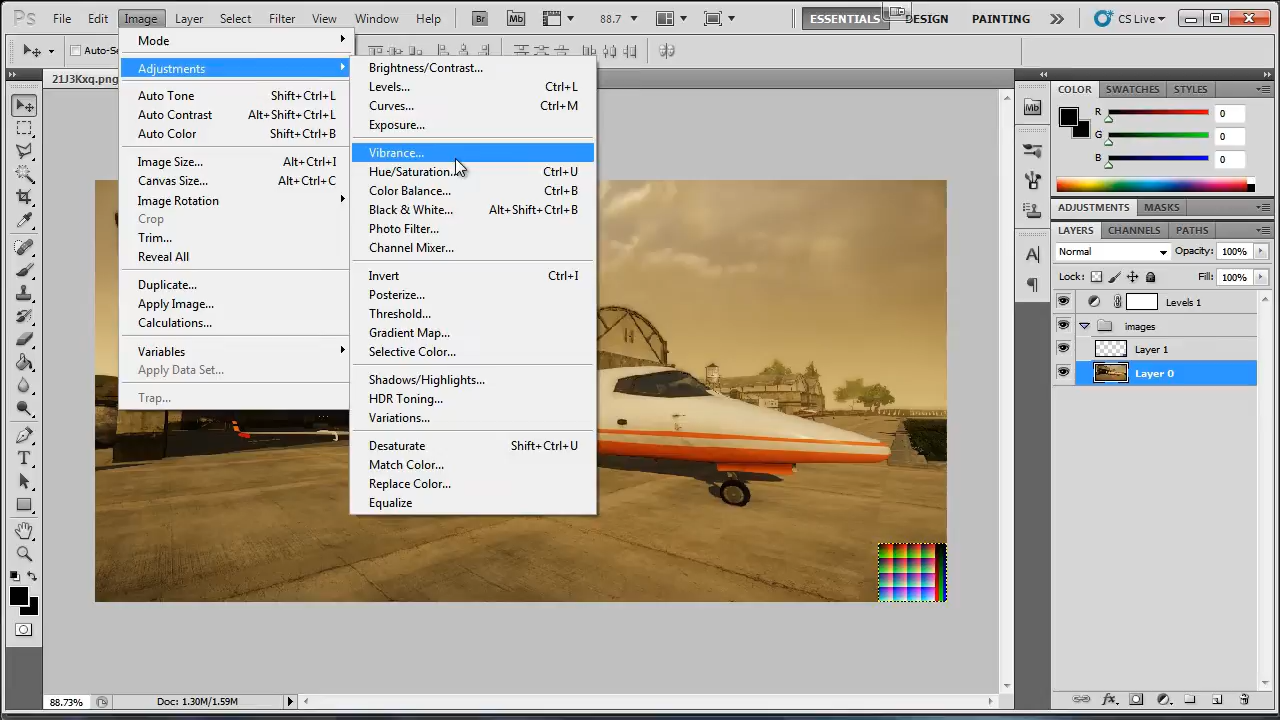 Ps File Edit Image Layer Select Filter View Window Help Br Mb 88.7 ESSENTIALS DESIGN PAINTING CS Live
21J3Kxq.png
Mode
Adjustments
Auto Tone Shift+Ctrl+L
Auto Contrast Alt+Shift+Ctrl+L
Auto Color Shift+Ctrl+B
Image Size... Alt+Ctrl+I
Canvas Size... Alt+Ctrl+C
Image Rotation
Crop
Trim...
Reveal All
Duplicate...
Apply Image...
Calculations...
Variables
Apply Data Set...
Trap...
Brightness/Contrast...
Levels... Ctrl+L
Curves... Ctrl+M
Exposure...
Vibrance...
Hue/Saturation... Ctrl+U
Color Balance... Ctrl+B
Black & White... Alt+Shift+Ctrl+B
Photo Filter...
Channel Mixer...
Invert Ctrl+I
Posterize...
Threshold...
Gradient Map...
Selective Color...
Shadows/Highlights...
HDR Toning...
Variations...
Desaturate Shift+Ctrl+U
Match Color...
Replace Color...
Equalize
Mb
COLOR SWATCHES STYLES
R 0
G 0
B 0
ADJUSTMENTS MASKS
LAYERS CHANNELS PATHS
Normal Opacity: 100%
Lock: Fill: 100%
Levels 1
images
Layer 1
Layer 0
88.73% Doc: 1.30M/1.59M